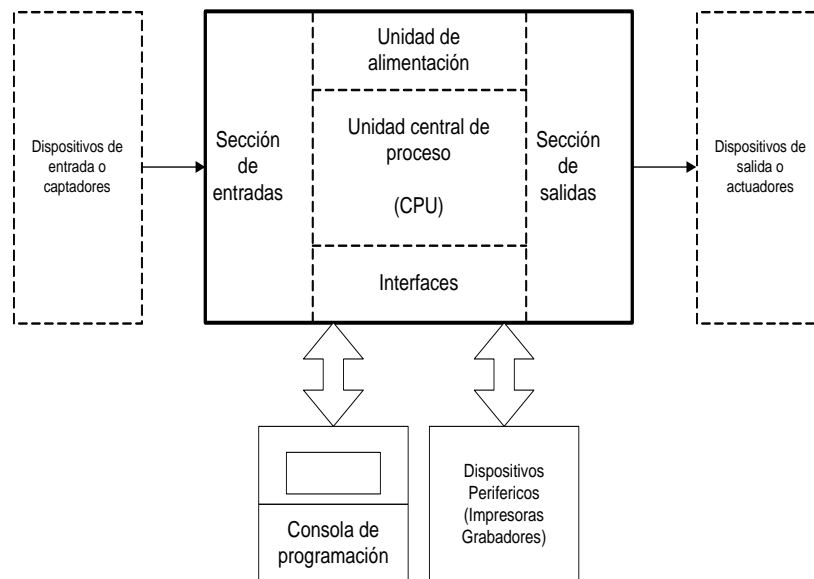 Unidad de
alimentación
Dispositivos de
entrada o
captadores
Sección
de
entradas
Unidad central de
proceso
(CPU)
Sección
de
salidas
Dispositivos de
salida o
actuadores
Interfaces
Consola de
programación
Dispositivos
Perifericos
(Impresoras
Grabadores)